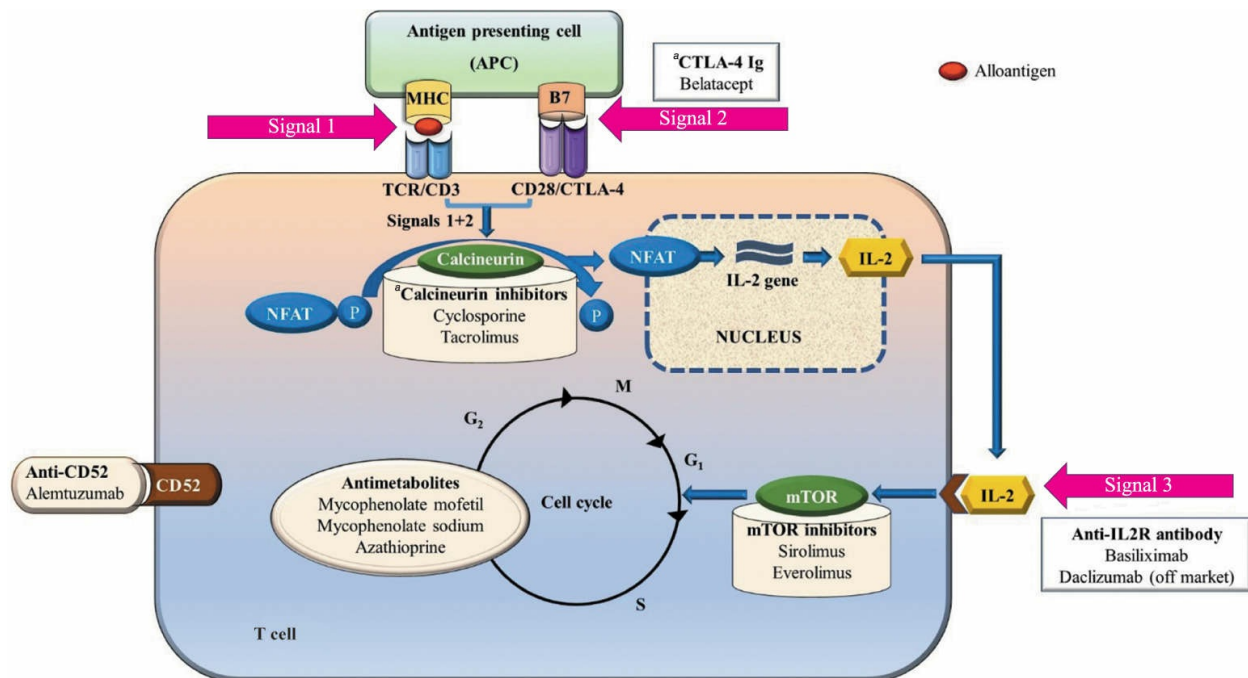 Antigen presenting cell
(APC)
MHC
B7
aCTLA-4 Ig
Belatacept
Alloantigen
Signal 1
Signal 2
TCR/CD3
CD28/CTLA-4
Signals 1+2
Calcineurin
aCalcineurin inhibitors
Cyclosporine
Tacrolimus
NFAT
P
P
NFAT
IL-2 gene
IL-2
NUCLEUS
M
G2
G1
S
Cell cycle
Antimetabolites
Mycophenolate mofetil
Mycophenolate sodium
Azathioprine
Anti-CD52
Alemtuzumab
CD52
mTOR
mTOR inhibitors
Sirolimus
Everolimus
IL-2
Signal 3
Anti-IL2R antibody
Basiliximab
Daclizumab (off market)
T cell